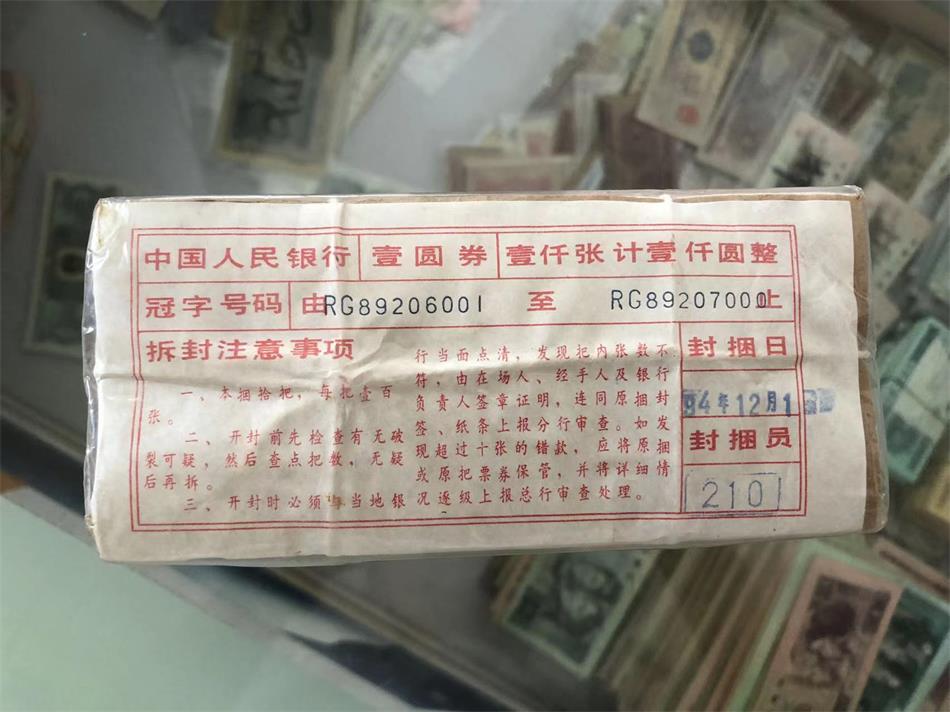 中国人民银行 壹圆券 壹仟张计壹仟圆整
冠字号码 由RG89206001 至 RG89207000止
拆封注意事项
一、本捆拾把，每把壹百
张。
二、开封前先检查有无破
裂可疑，然后查点把数，无疑
后再拆。
三、开封时必须 当地银
行当面点清，发现把内张数不
符，由在场人、经手人及银行
负责人签章证明，连同原捆封
签、纸条上报分行审查。如发
现超过十张的错款，应将原捆
或原把票券保管，并将详细情
况逐级上报总行审查处理。
封捆日
94年12月1
封捆员
210